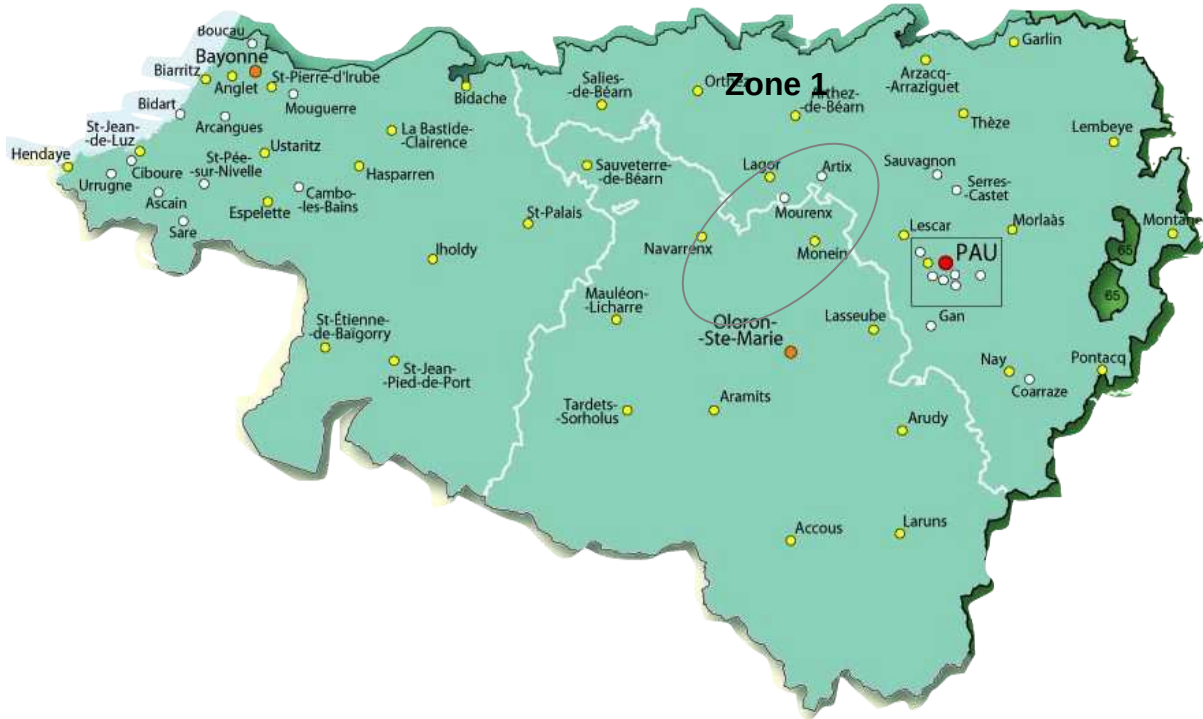 Boucau
Bayonne
Biarritz
Anglet
St-Pierre-d'Irube
Mouguerre
Bidart
Arcangues
St-Jean-
-de-Luz
Hendaye
Ciboure
Urrugne
Ascain
Sare
St-Pée-
-sur-Nivelle
Ustaritz
Espelette
Cambo-
-les-Bains
Hasparren
La Bastide-
-Clairence
Bidache
St-Palais
Iholdy
St-Étienne-
-de-Baïgorry
St-Jean-
-Pied-de-Port
Salies-
-de-Béarn
Sauveterre-
-de-Béarn
Orthez
Zone 1
Arthez-
-de-Béarn
Lagor
Artix
Mourenx
Navarrenx
Monein
Mauléon-
-Licharre
Oloron-
-Ste-Marie
Lasseube
Tardets-
-Sorholus
Aramits
Arudy
Accous
Laruns
Garlin
Arzacq-
-Arraziguet
Thèze
Lembeye
Sauvagnon
Serres-
-Castet
Lescar
Morlaàs
PAU
Gan
Nay
Coarraze
Pontacq
65
65